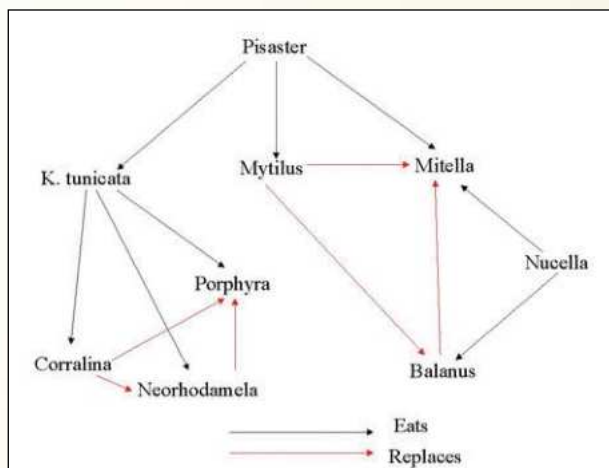 Pisaster
K. tunicata
Mytilus
Mitella
Nucella
Porphyra
Corralina
Neorhodamela
Balanus
Eats
Replaces